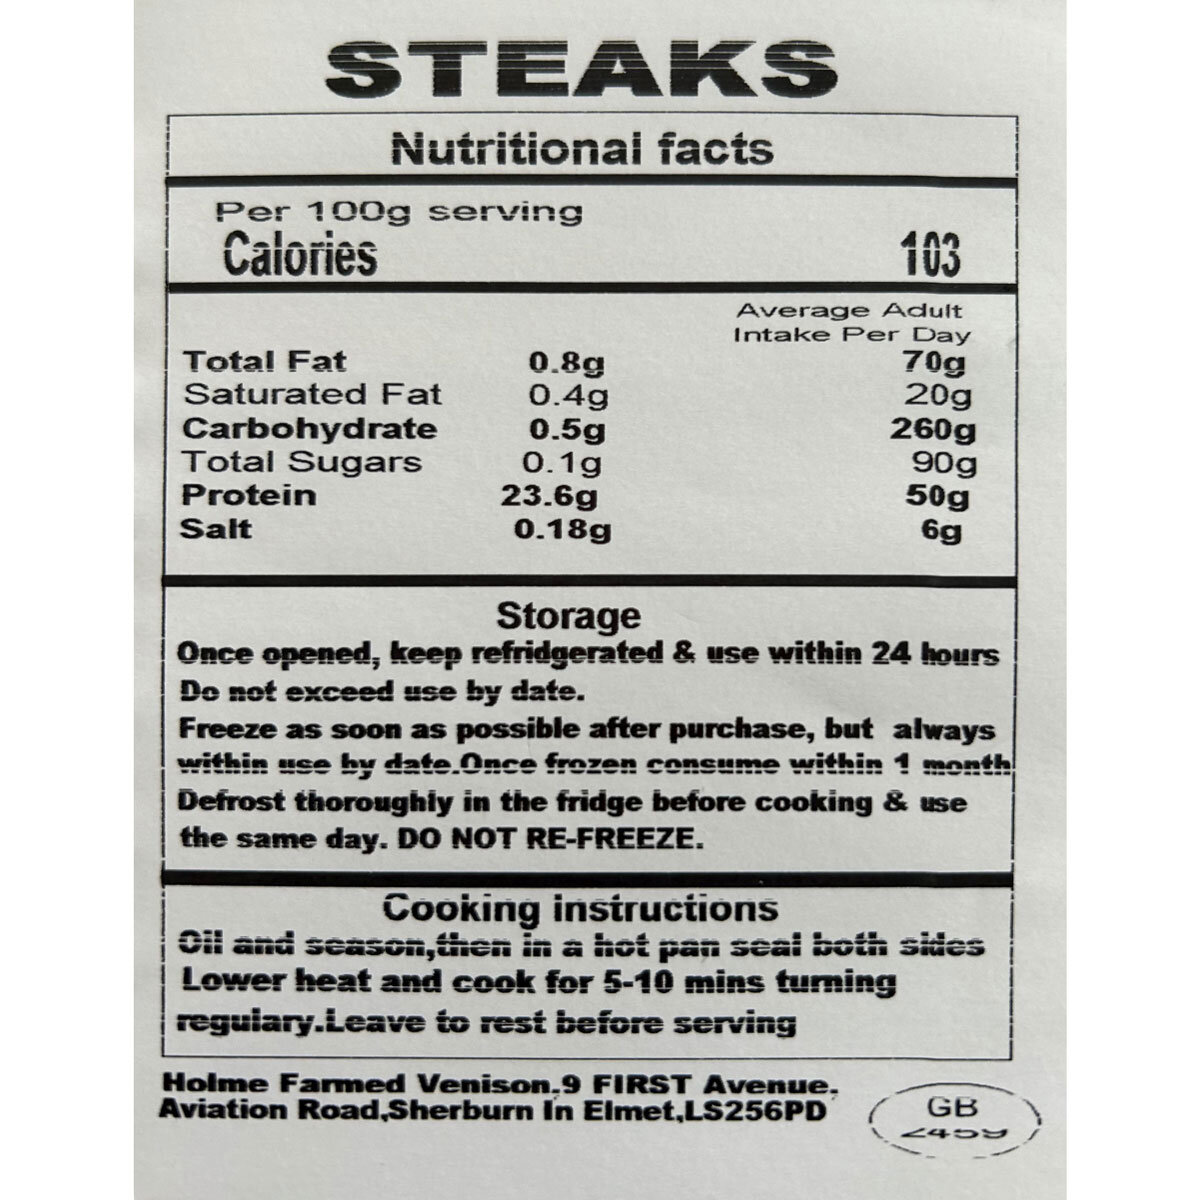 STEAKS
Nutritional facts
Per 100g serving
Calories 103
Average Adult
Intake Per Day
Total Fat 0.8g 70g
Saturated Fat 0.4g 20g
Carbohydrate 0.5g 260g
Total Sugars 0.1g 90g
Protein 23.6g 50g
Salt 0.18g 6g
Storage
Once opened, keep refridgerated & use within 24 hours
Do not exceed use by date.
Freeze as soon as possible after purchase, but always
within use by date.Once frozen consume within 1 month
Defrost thoroughly in the fridge before cooking & use
the same day. DO NOT RE-FREEZE.
Cooking instructions
Oil and season,then in a hot pan seal both sides
Lower heat and cook for 5-10 mins turning
regulary.Leave to rest before serving
Holme Farmed Venison.9 FIRST Avenue,
Aviation Road,Sherburn In Elmet,LS256PD
GB
2459